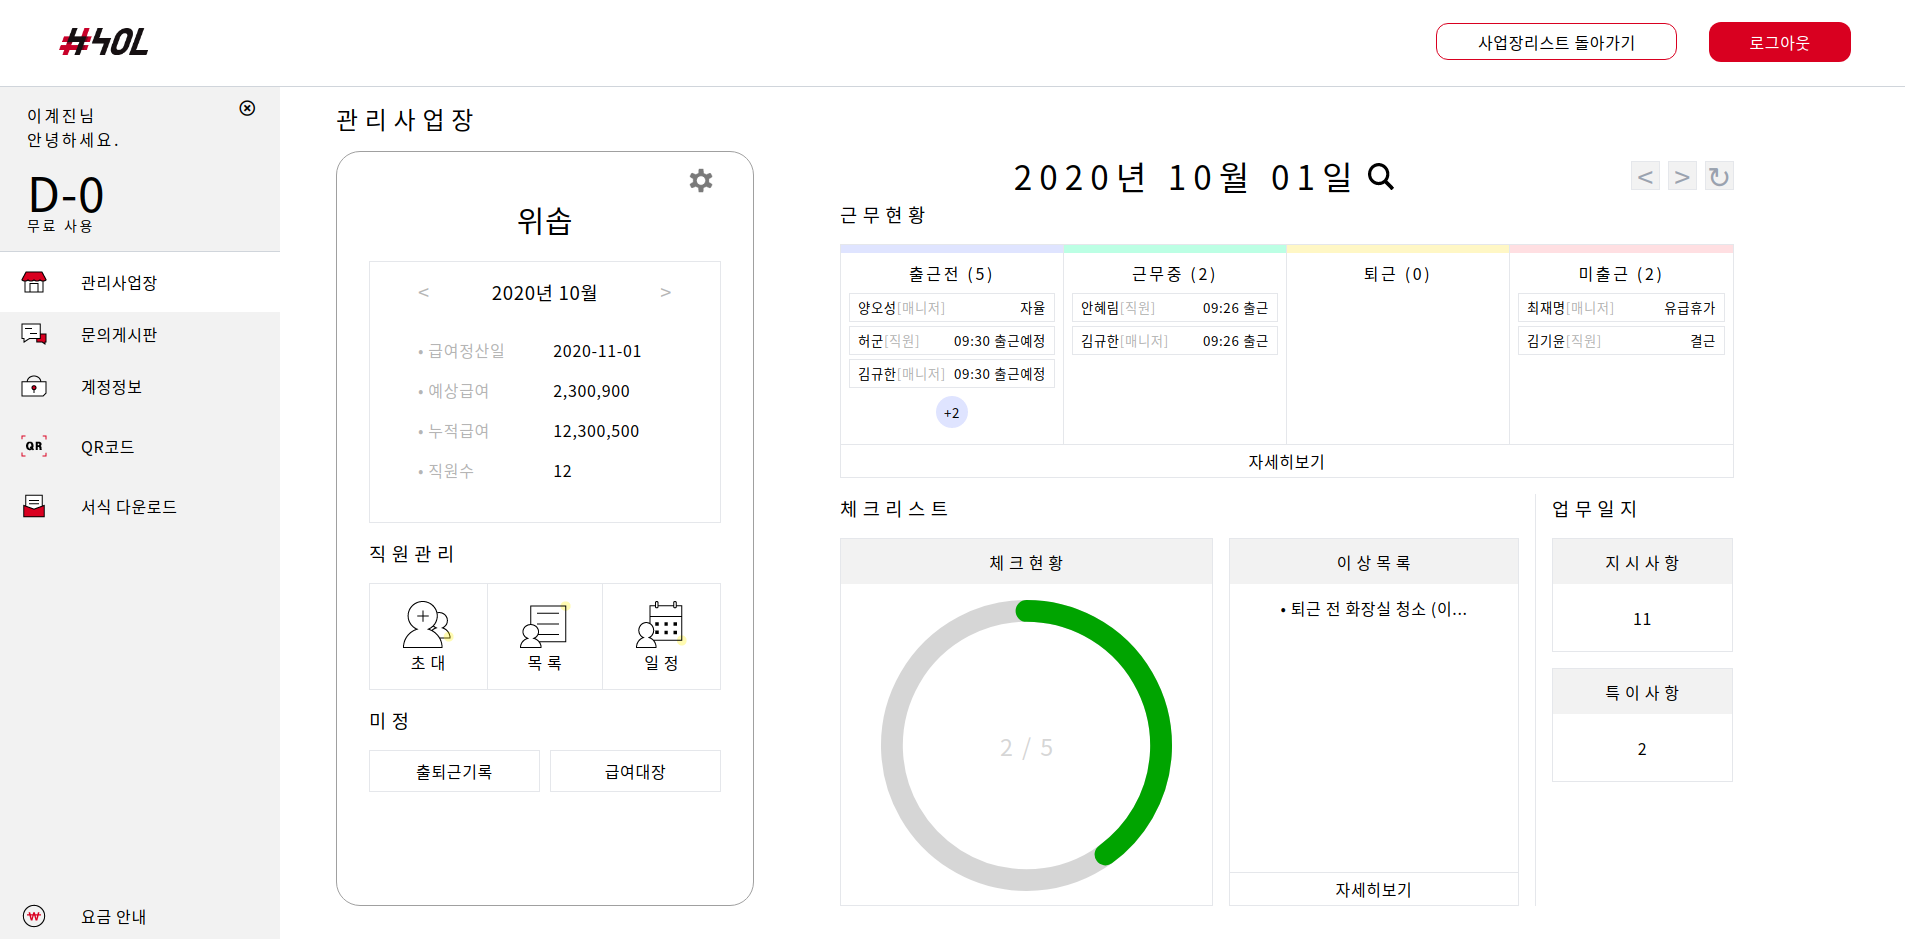 #SOL
사업장리스트 돌아가기
로그아웃
이계진님
안녕하세요.
D-0
무료 사용
관리사업장
문의게시판
계정정보
QR
QR코드
서식 다운로드
₩
요금 안내
관리사업장
위솝
< 2020년 10월 >
• 급여정산일 2020-11-01
• 예상급여 2,300,900
• 누적급여 12,300,500
• 직원수 12
직원관리
초대 목록 일정
미정
출퇴근기록 급여대장
2020년 10월 01일
< > ↻
근무현황
출근전 (5)
양오성[매니저] 자율
허군[직원] 09:30 출근예정
김규한[매니저] 09:30 출근예정
+2
근무중 (2)
안혜림[직원] 09:26 출근
김규한[매니저] 09:26 출근
퇴근 (0)
미출근 (2)
최재명[매니저] 유급휴가
김기윤[직원] 결근
자세히보기
체크리스트
체크현황
2 / 5
이상목록
• 퇴근 전 화장실 청소 (이...
자세히보기
업무일지
지시사항
11
특이사항
2